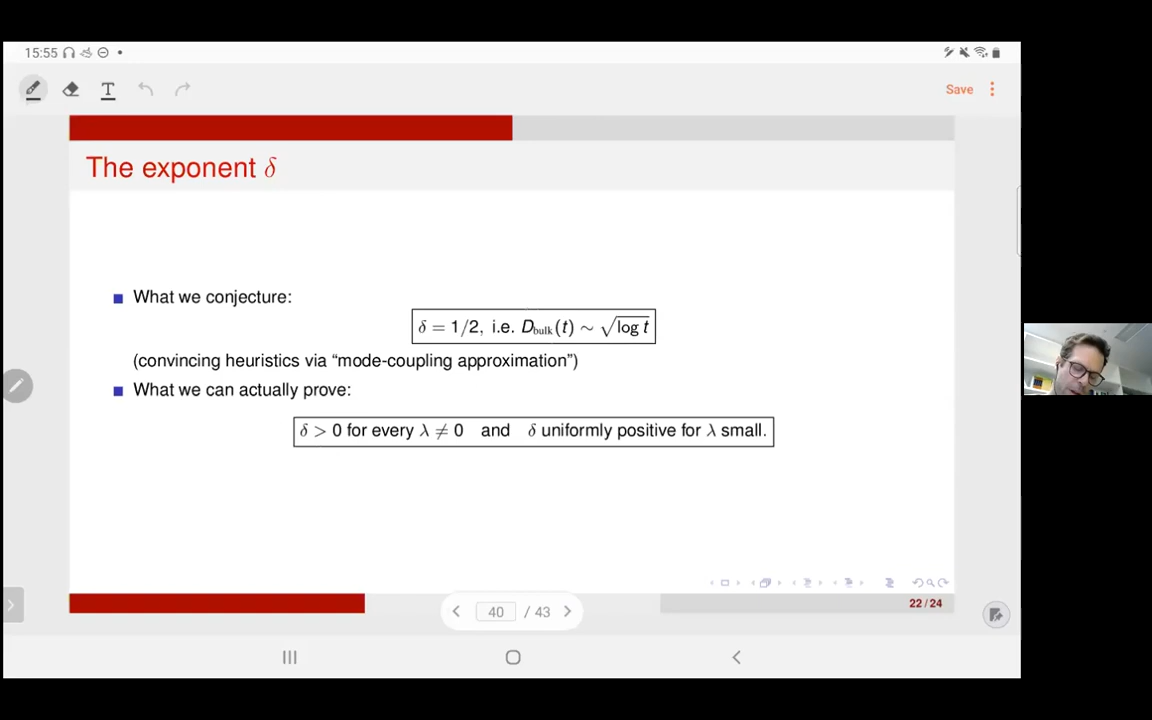 15:55
T
Save
The exponent δ
What we conjecture:
δ = 1/2, i.e. D_bulk(t) ∼ √log t
(convincing heuristics via “mode-coupling approximation”)
What we can actually prove:
δ > 0 for every λ ≠ 0 and δ uniformly positive for λ small.
22 / 24
40 / 43